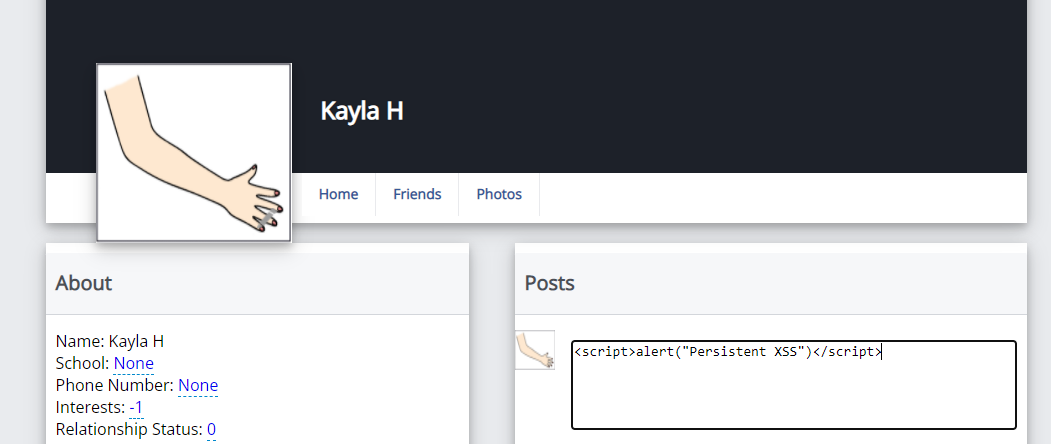 Kayla H
Home Friends Photos
About
Name: Kayla H
School: None
Phone Number: None
Interests: -1
Relationship Status: 0
Posts
<script>alert("Persistent XSS")</script>